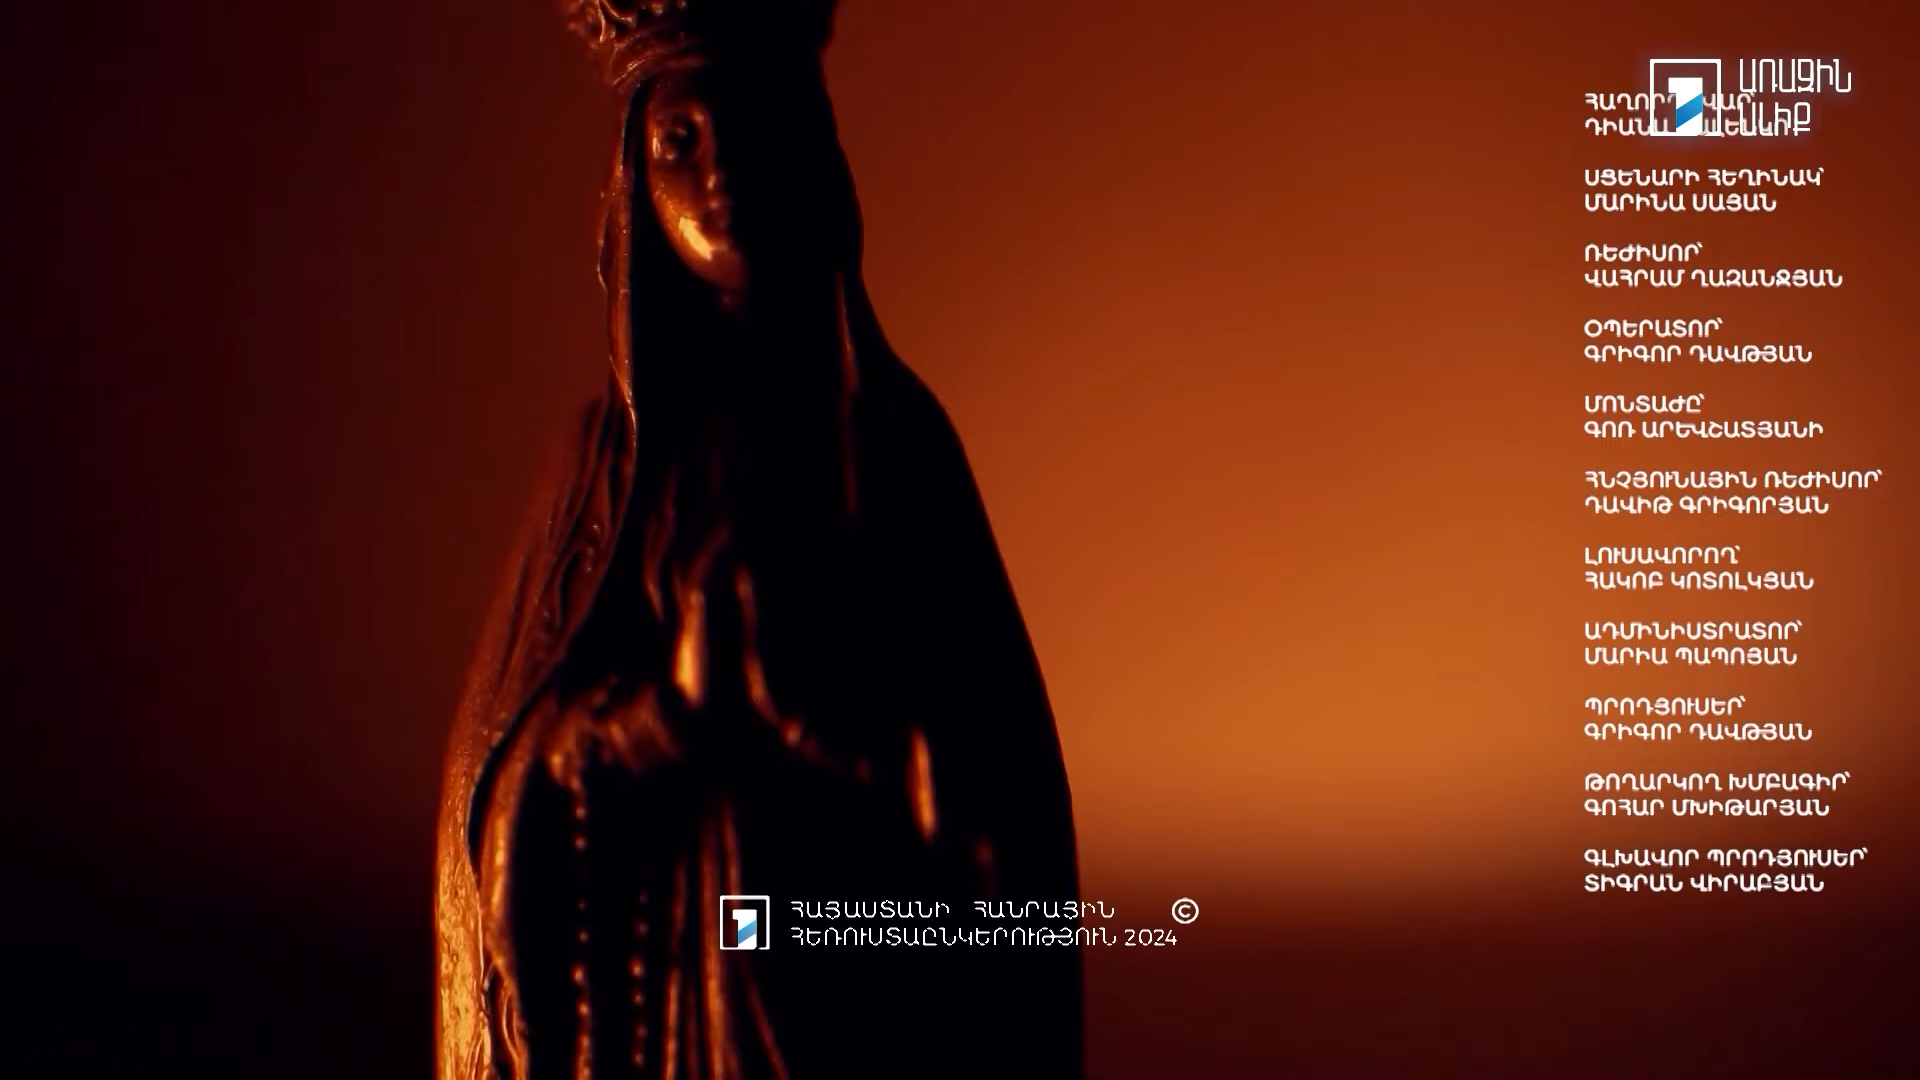 ԱՌԱՋԻՆ
ԱԼԻՔ
ՍՑԵՆԱՐԻ ՀԵՂԻՆԱԿ՝
ՄԱՐԻՆԱ ՍԱՅԱՆ
ՌԵԺԻՍՈՐ՝
ՎԱՀՐԱՄ ՂԱԶԱՆՋՅԱՆ
ՕՊԵՐԱՏՈՐ՝
ԳՐԻԳՈՐ ԴԱՎԹՅԱՆ
ՄՈՆՏԱԺԸ՝
ԳՈՌ ԱՐԵՎՇԱՏՅԱՆԻ
ՀՆՉՅՈՒՆԱՅԻՆ ՌԵԺԻՍՈՐ՝
ԴԱՎԻԹ ԳՐԻԳՈՐՅԱՆ
ԼՈՒՍԱՎՈՐՈՂ՝
ՀԱԿՈԲ ԿՈՏՈԼԿՅԱՆ
ԱԴՄԻՆԻՍՏՐԱՏՈՐ՝
ՄԱՐԻԱ ՊԱՊՈՅԱՆ
ՊՐՈԴՅՈՒՍԵՐ՝
ԳՐԻԳՈՐ ԴԱՎԹՅԱՆ
ԹՈՂԱՐԿՈՂ ԽՄԲԱԳԻՐ՝
ԳՈՀԱՐ ՄԽԻԹԱՐՅԱՆ
ԳԼԽԱՎՈՐ ՊՐՈԴՅՈՒՍԵՐ՝
ՏԻԳՐԱՆ ՎԻՐԱԲՅԱՆ
ՀԱՅԱՍՏԱՆԻ ՀԱՆՐԱՅԻՆ ©
ՀԵՌՈՒՍՏԱԸՆԿԵՐՈՒԹՅՈՒՆ 2024